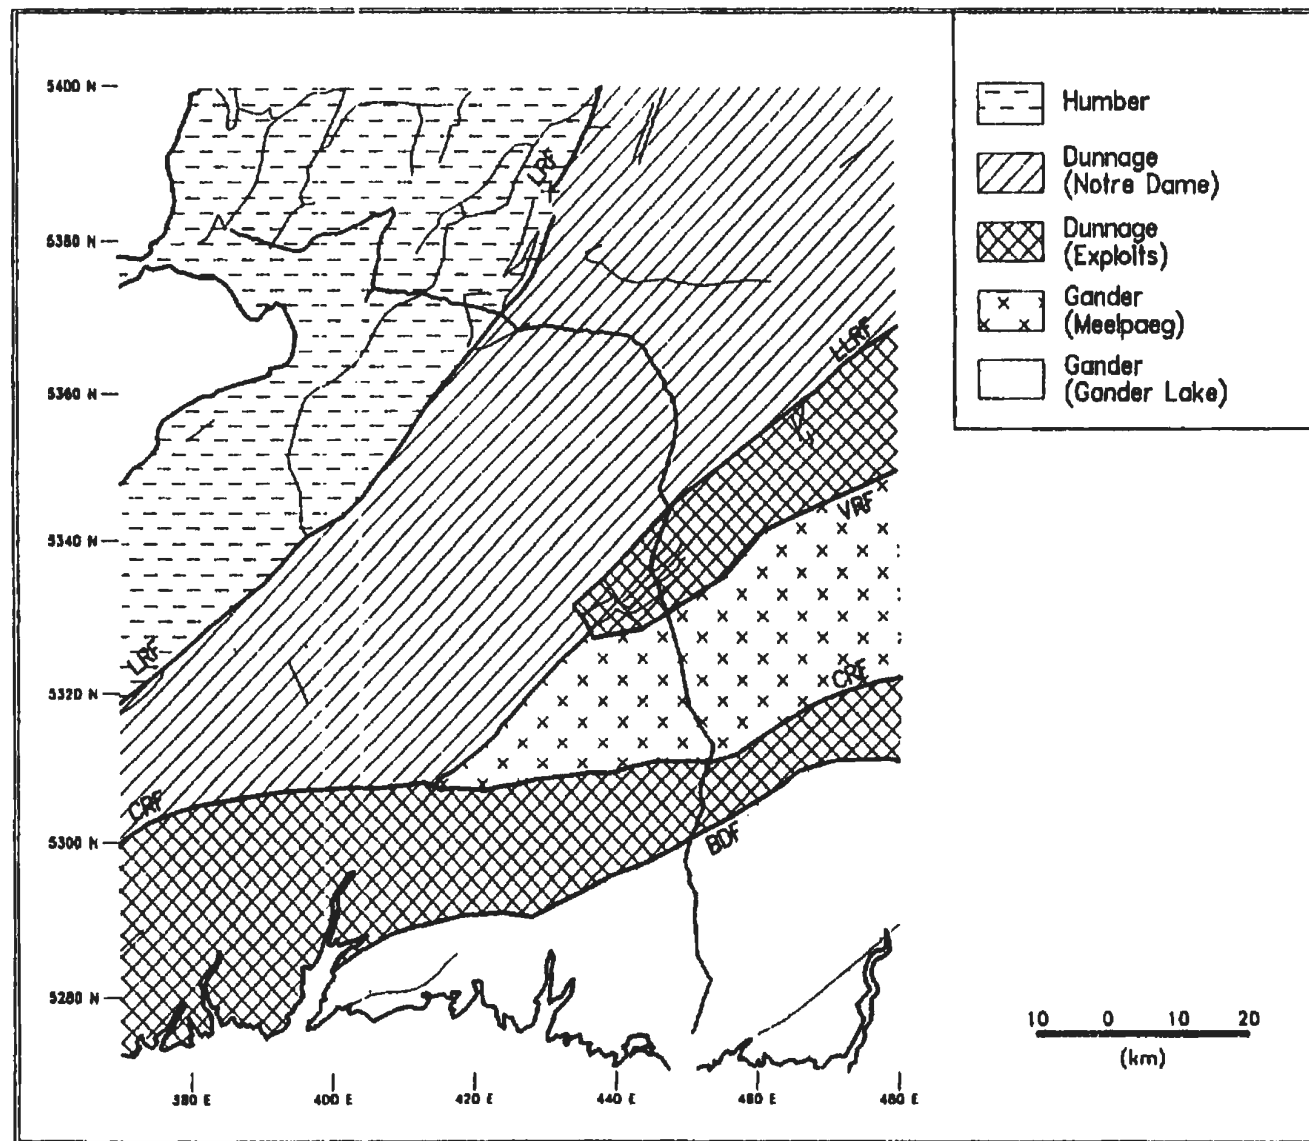 5400 N
5380 N
5360 N
5340 N
5320 N
5300 N
5280 N
380 E
400 E
420 E
440 E
460 E
480 E
LRF
LLRF
VRF
LRF
CRF
CRF
BDF
Humber
Dunnage
(Notre Dame)
Dunnage
(Exploits)
Gander
(Meelpaeg)
Gander
(Gander Lake)
10 0 10 20
(km)